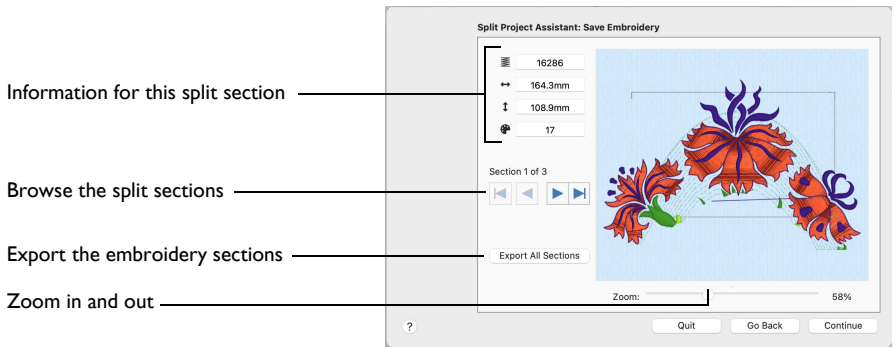 Split Project Assistant: Save Embroidery
16286
Information for this split section
164.3mm
108.9mm
17
Section 1 of 3
Browse the split sections
Export the embroidery sections
Export All Sections
Zoom in and out
Zoom:
58%
?
Quit
Go Back
Continue